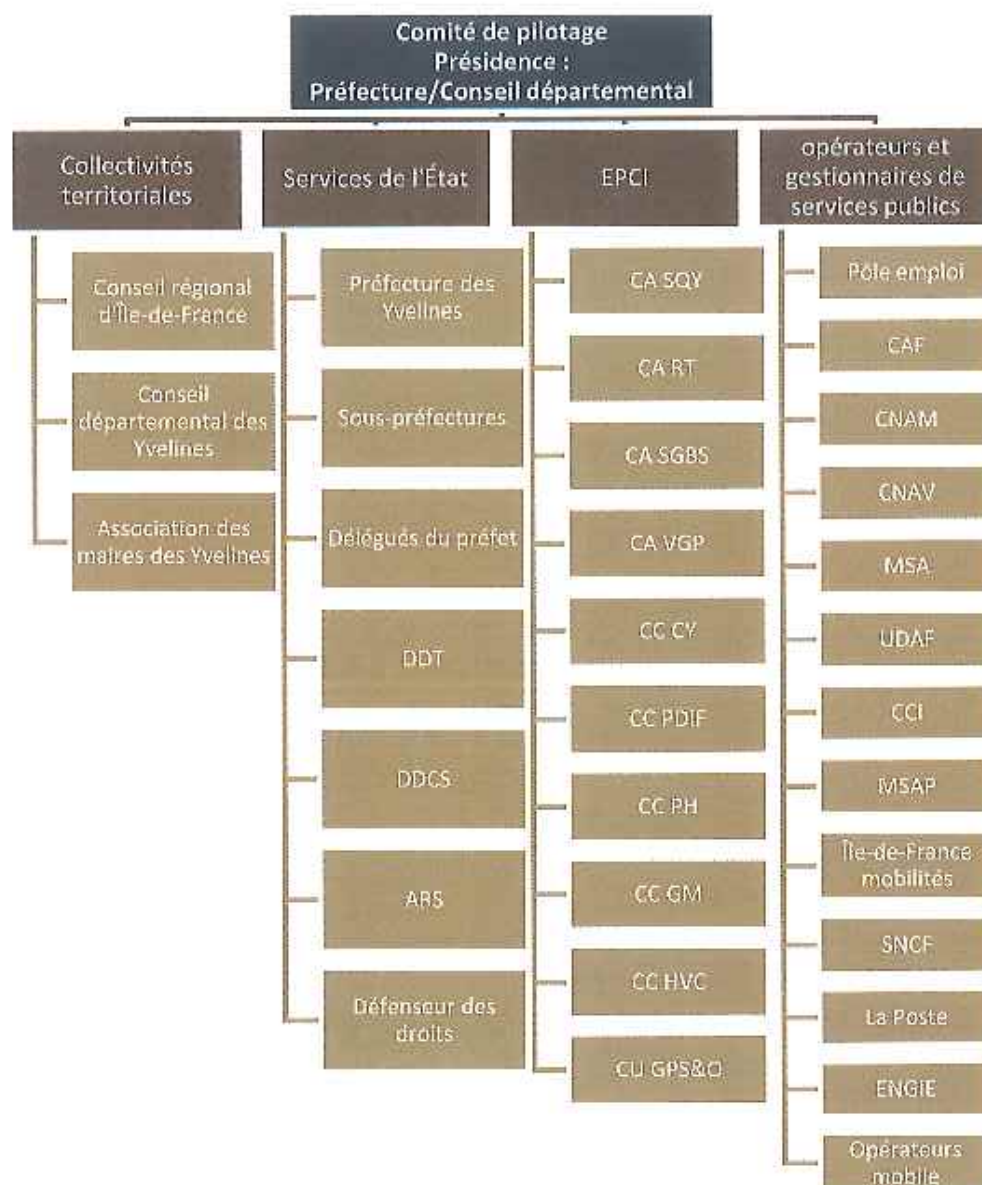 Comité de pilotage
Présidence :
Préfecture/Conseil départemental
Collectivités
territoriales
Conseil régional
d'Île-de-France
Conseil
départemental des
Yvelines
Association des
maires des Yvelines
Services de l'État
Préfecture des
Yvelines
Sous-préfectures
Délégués du préfet
DDT
DDCS
ARS
Défenseur des
droits
EPCI
CA SQY
CA RT
CA SGBS
CA VGP
CC CY
CC PDIF
CC PH
CC GM
CC HVC
CU GPS&O
opérateurs et
gestionnaires de
services publics
Pôle emploi
CAF
CNAM
CNAV
MSA
UDAF
CCI
MSAP
Île-de-France
mobilités
SNCF
La Poste
ENGIE
Opérateurs
mobile